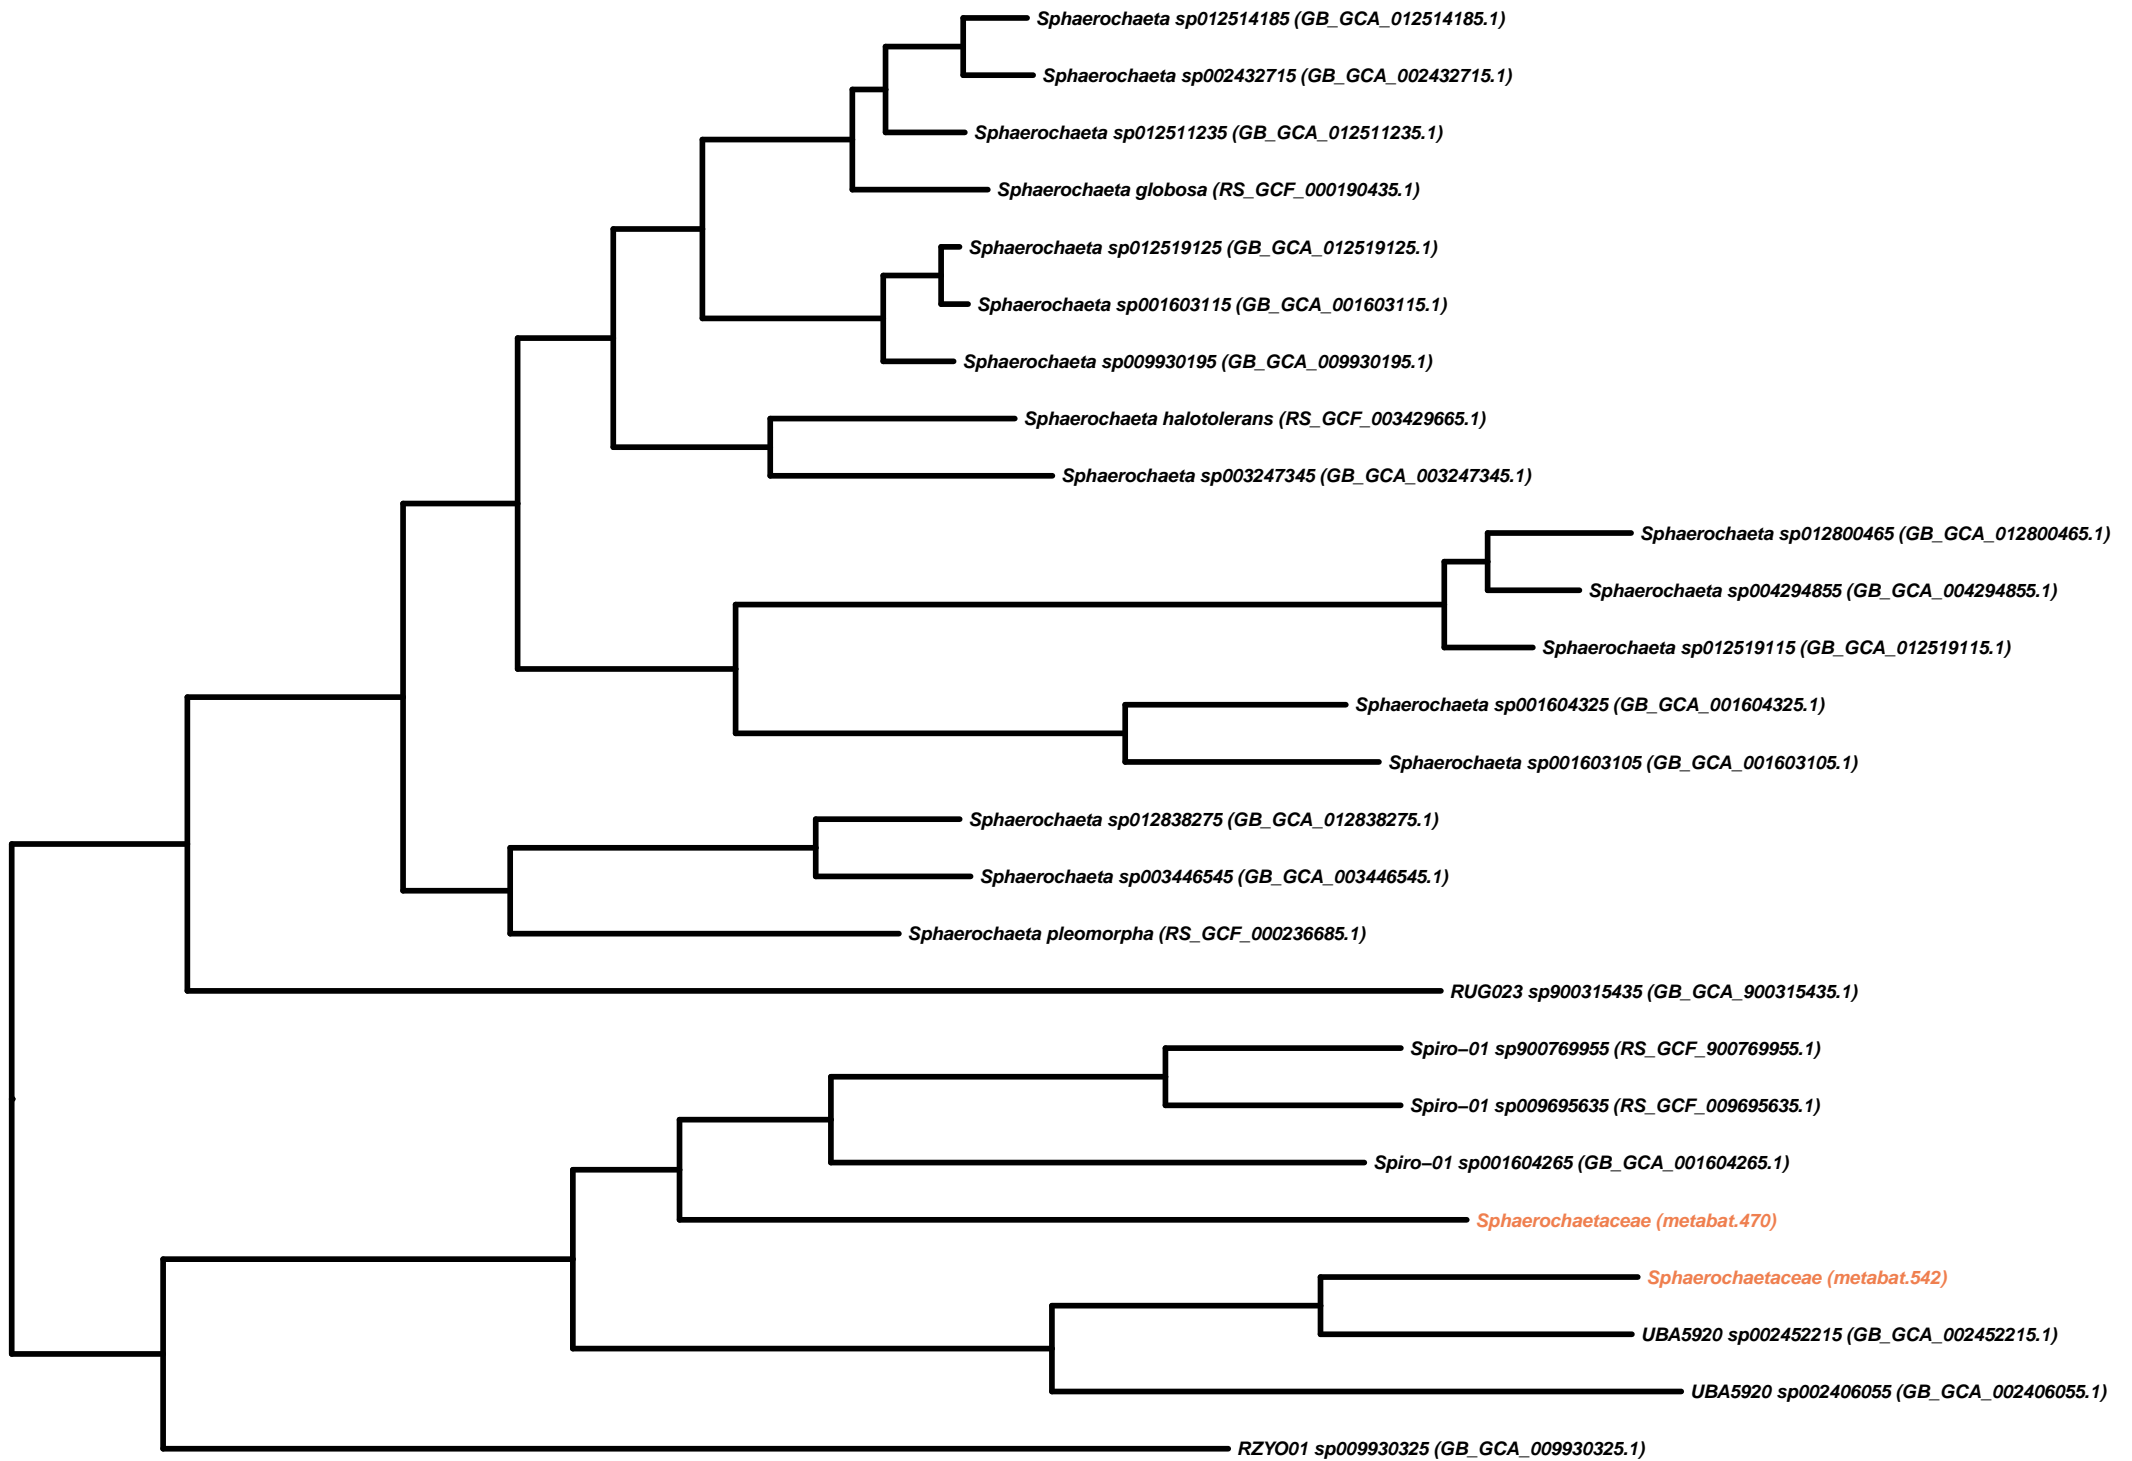 Sphaerochaeta sp012514185 (GB_GCA_012514185.1)
Sphaerochaeta sp002432715 (GB_GCA_002432715.1)
Sphaerochaeta sp012511235 (GB_GCA_012511235.1)
Sphaerochaeta globosa (RS_GCF_000190435.1)
Sphaerochaeta sp012519125 (GB_GCA_012519125.1)
Sphaerochaeta sp001603115 (GB_GCA_001603115.1)
Sphaerochaeta sp009930195 (GB_GCA_009930195.1)
Sphaerochaeta halotolerans (RS_GCF_003429665.1)
Sphaerochaeta sp003247345 (GB_GCA_003247345.1)
Sphaerochaeta sp012800465 (GB_GCA_012800465.1)
Sphaerochaeta sp004294855 (GB_GCA_004294855.1)
Sphaerochaeta sp012519115 (GB_GCA_012519115.1)
Sphaerochaeta sp001604325 (GB_GCA_001604325.1)
Sphaerochaeta sp001603105 (GB_GCA_001603105.1)
Sphaerochaeta sp012838275 (GB_GCA_012838275.1)
Sphaerochaeta sp003446545 (GB_GCA_003446545.1)
Sphaerochaeta pleomorpha (RS_GCF_000236685.1)
RUG023 sp900315435 (GB_GCA_900315435.1)
Spiro–01 sp900769955 (RS_GCF_900769955.1)
Spiro–01 sp009695635 (RS_GCF_009695635.1)
Spiro–01 sp001604265 (GB_GCA_001604265.1)
Sphaerochaetaceae (metabat.470)
Sphaerochaetaceae (metabat.542)
UBA5920 sp002452215 (GB_GCA_002452215.1)
UBA5920 sp002406055 (GB_GCA_002406055.1)
RZYO01 sp009930325 (GB_GCA_009930325.1)